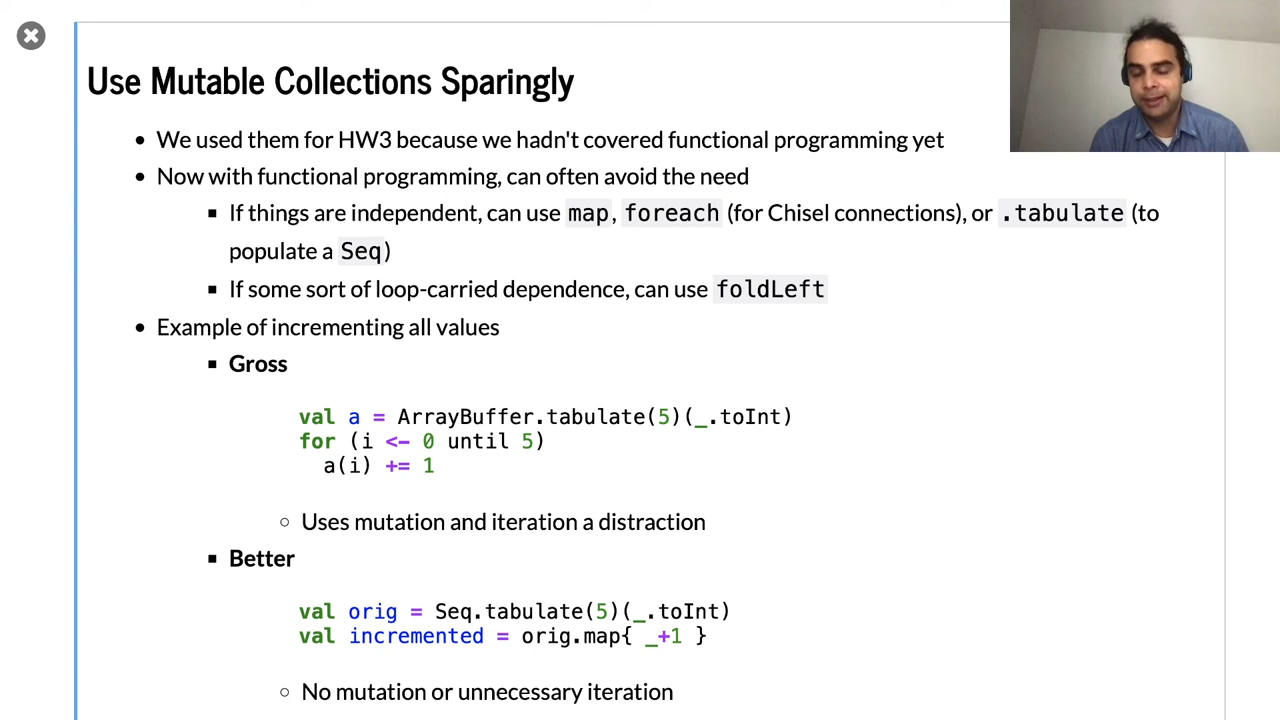 Use Mutable Collections Sparingly
We used them for HW3 because we hadn't covered functional programming yet
Now with functional programming, can often avoid the need
If things are independent, can use map, foreach (for Chisel connections), or .tabulate (to
populate a Seq)
If some sort of loop-carried dependence, can use foldLeft
Example of incrementing all values
Gross
val a = ArrayBuffer.tabulate(5)(_.toInt)
for (i <- 0 until 5)
a(i) += 1
Uses mutation and iteration a distraction
Better
val orig = Seq.tabulate(5)(_.toInt)
val incremented = orig.map{ _+1 }
No mutation or unnecessary iteration